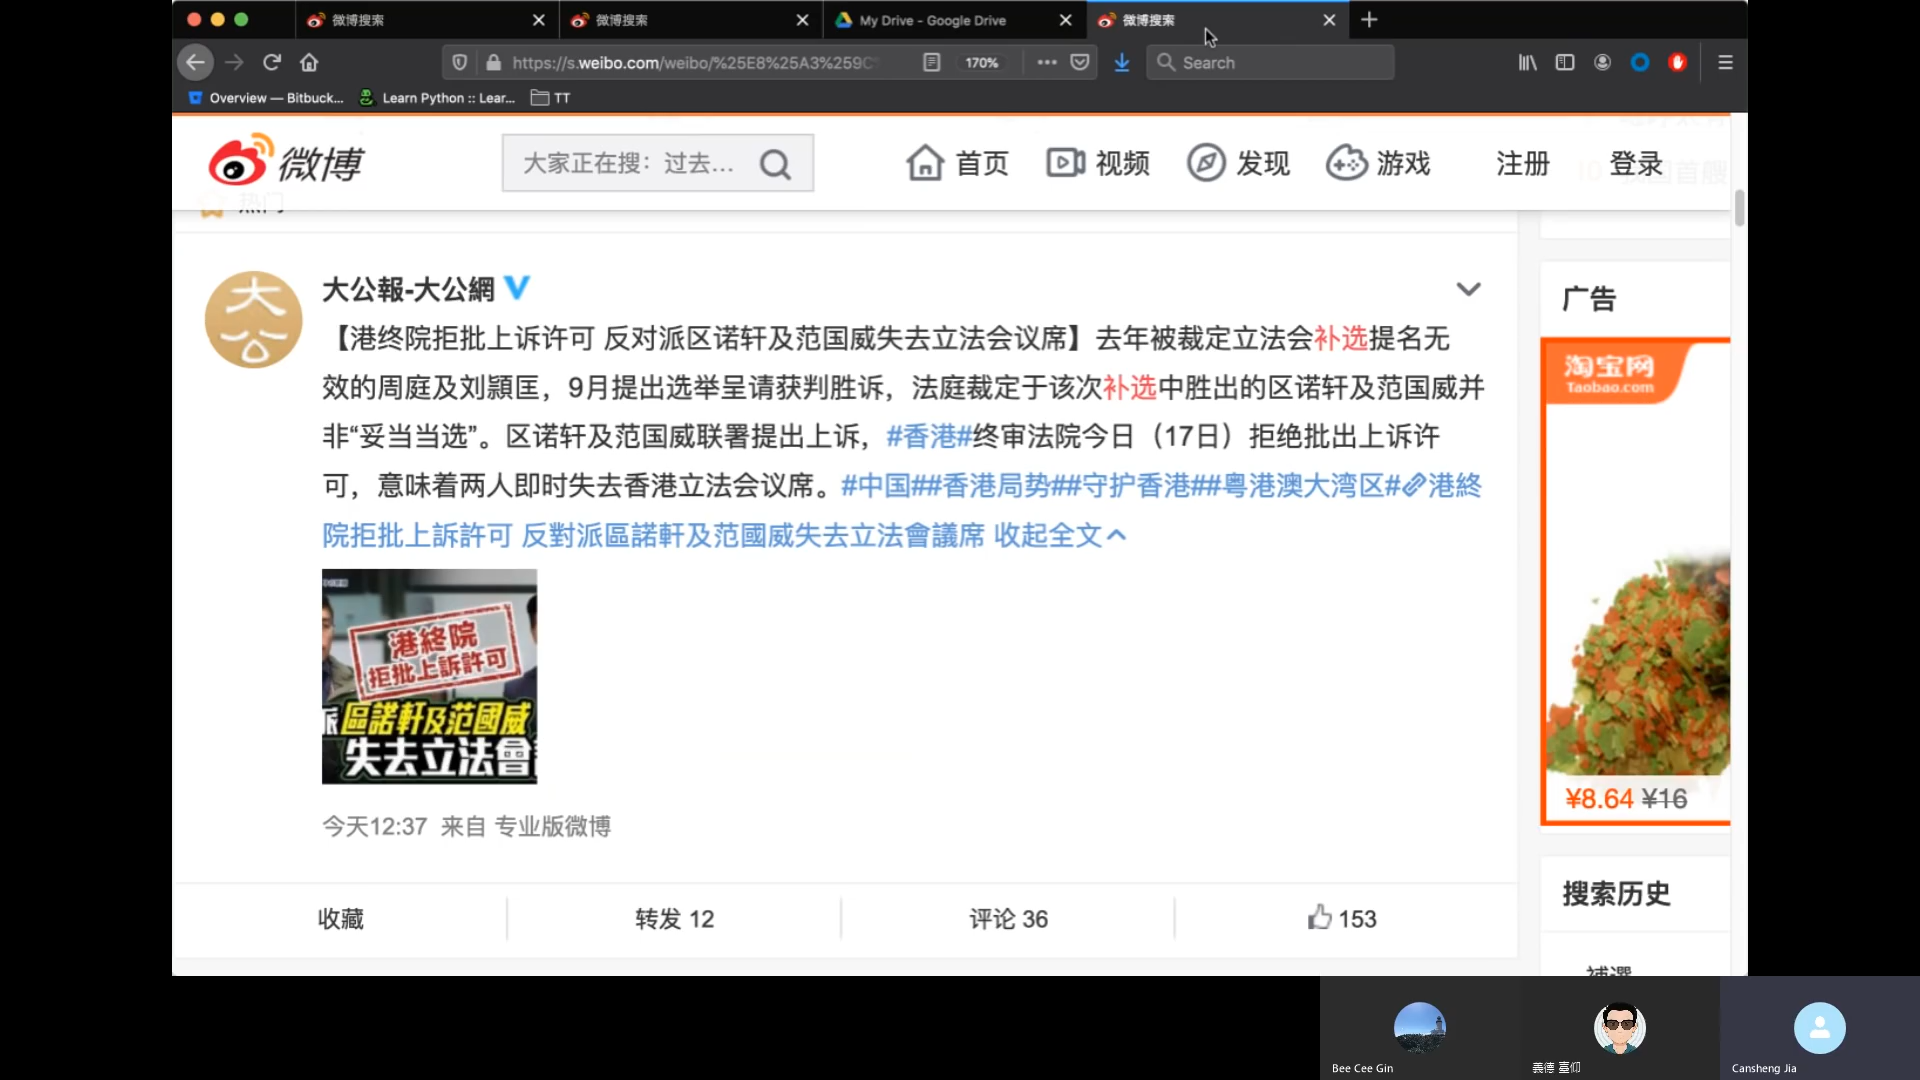 微博搜索
微博搜索
My Drive - Google Drive
微博搜索
https://s.weibo.com/weibo/%25E8%25A3%259C
170%
Search
Overview — Bitbuck...
Learn Python :: Lear...
TT
微博
大家正在搜：过去...
首页
视频
发现
游戏
注册
登录
热门
大公報-大公網
【港终院拒批上诉许可 反对派区诺轩及范国威失去立法会议席】去年被裁定立法会补选提名无
效的周庭及刘頴匡，9月提出选举呈请获判胜诉，法庭裁定于该次补选中胜出的区诺轩及范国威并
非“妥当当选”。区诺轩及范国威联署提出上诉，#香港#终审法院今日（17日）拒绝批出上诉许
可，意味着两人即时失去香港立法会议席。#中国##香港局势##守护香港##粤港澳大湾区#港終
院拒批上訴許可 反對派區諾軒及范國威失去立法會議席 收起全文
大公
港終院
拒批上訴許可
派區諾軒及范國威
失去立法會
今天12:37 来自 专业版微博
收藏
转发 12
评论 36
153
广告
淘宝网
Taobao.com
¥8.64 ¥16
搜索历史
補選
Bee Cee Gin
義德 臺仰
Cansheng Jia